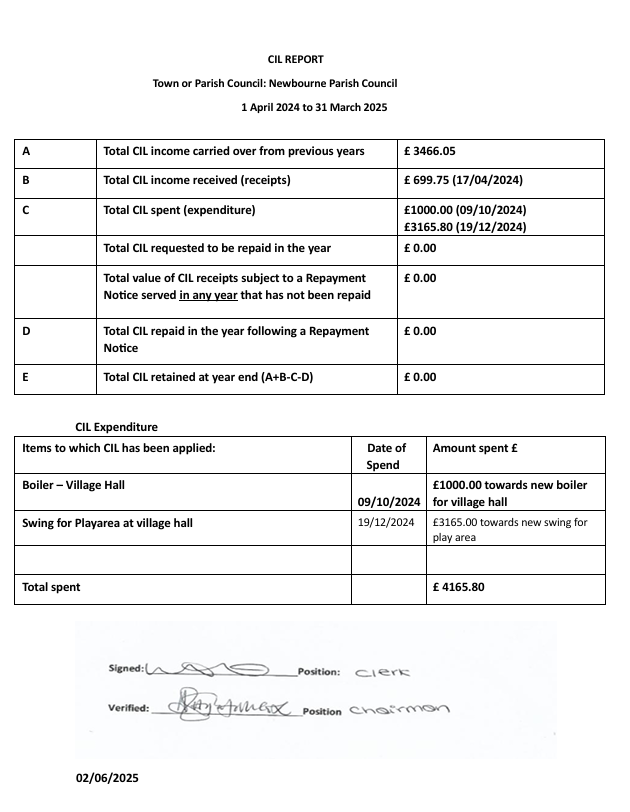 CIL REPORT
Town or Parish Council: Newbourne Parish Council
1 April 2024 to 31 March 2025
A Total CIL income carried over from previous years £ 3466.05
B Total CIL income received (receipts) £ 699.75 (17/04/2024)
C Total CIL spent (expenditure) £1000.00 (09/10/2024)
£3165.80 (19/12/2024)
Total CIL requested to be repaid in the year £ 0.00
Total value of CIL receipts subject to a Repayment £ 0.00
Notice served in any year that has not been repaid
D Total CIL repaid in the year following a Repayment £ 0.00
Notice
E Total CIL retained at year end (A+B-C-D) £ 0.00
CIL Expenditure
Items to which CIL has been applied: Date of Amount spent £
Spend
Boiler – Village Hall £1000.00 towards new boiler
09/10/2024 for village hall
Swing for Playarea at village hall 19/12/2024 £3165.00 towards new swing for
play area
Total spent £ 4165.80
Signed: Position: Clerk
Verified: Position Chairman
02/06/2025